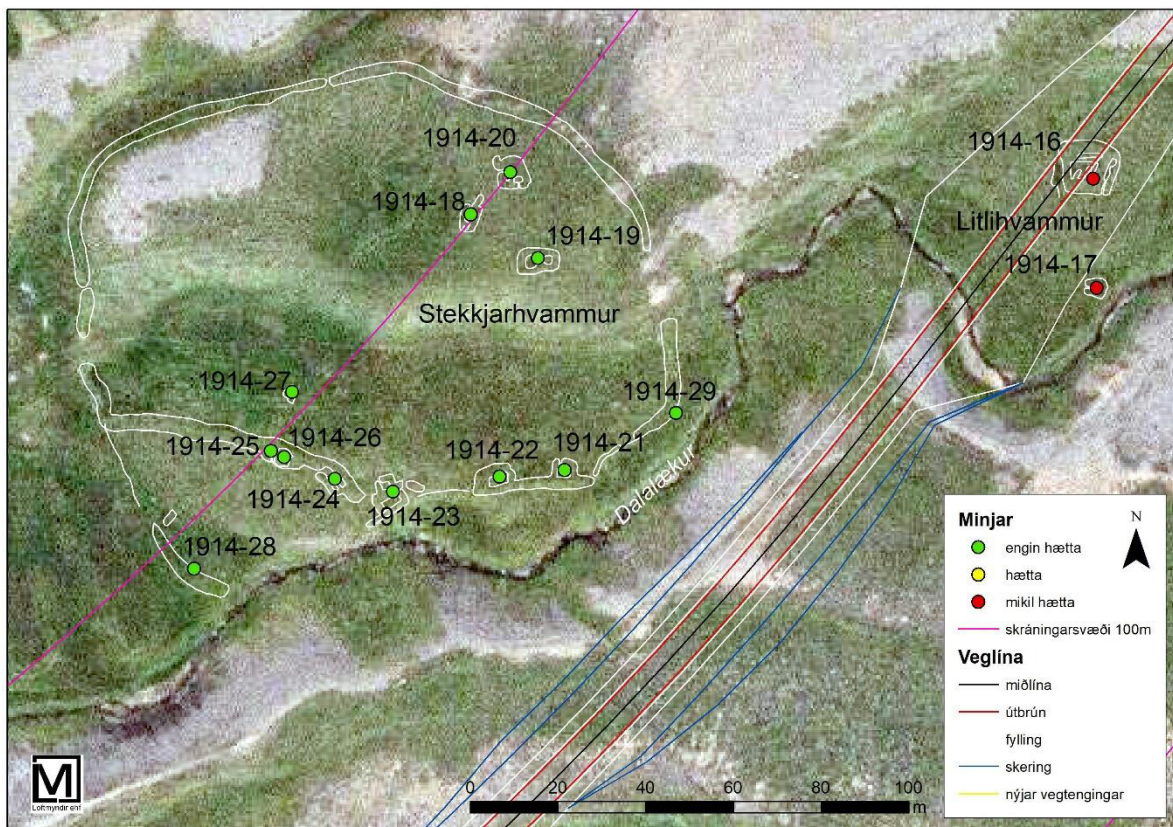 1914-20
1914-16
1914-18
Litlihvammur
1914-19
1914-17
Stekkjarhvammur
1914-27
1914-29
1914-26
1914-25
1914-22
1914-21
1914-24
1914-23
Dalalækur
1914-28
Minjar
N
engin hætta
hætta
mikil hætta
skráningarsvæði 100m
Veglína
miðlína
útbrún
fylling
skering
nýjar vegtengingar
M
Loftmyndir ehf
0 20 40 60 80 100
m